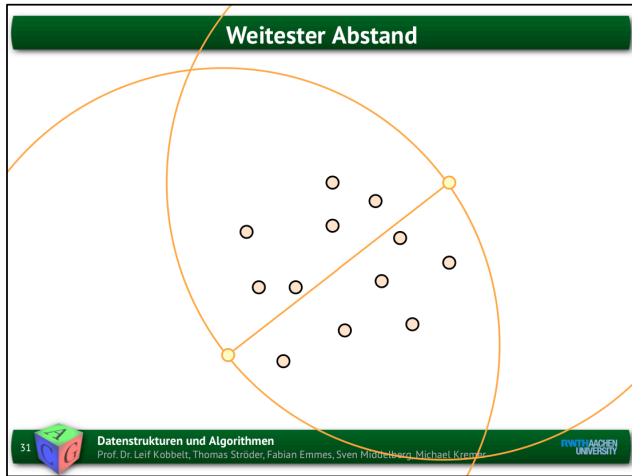 Weitester Abstand
31
A
C
G
Datenstrukturen und Algorithmen
Prof. Dr. Leif Kobbelt, Thomas Ströder, Fabian Emmes, Sven Middelberg, Michael Kremer
RWTHAACHEN
UNIVERSITY